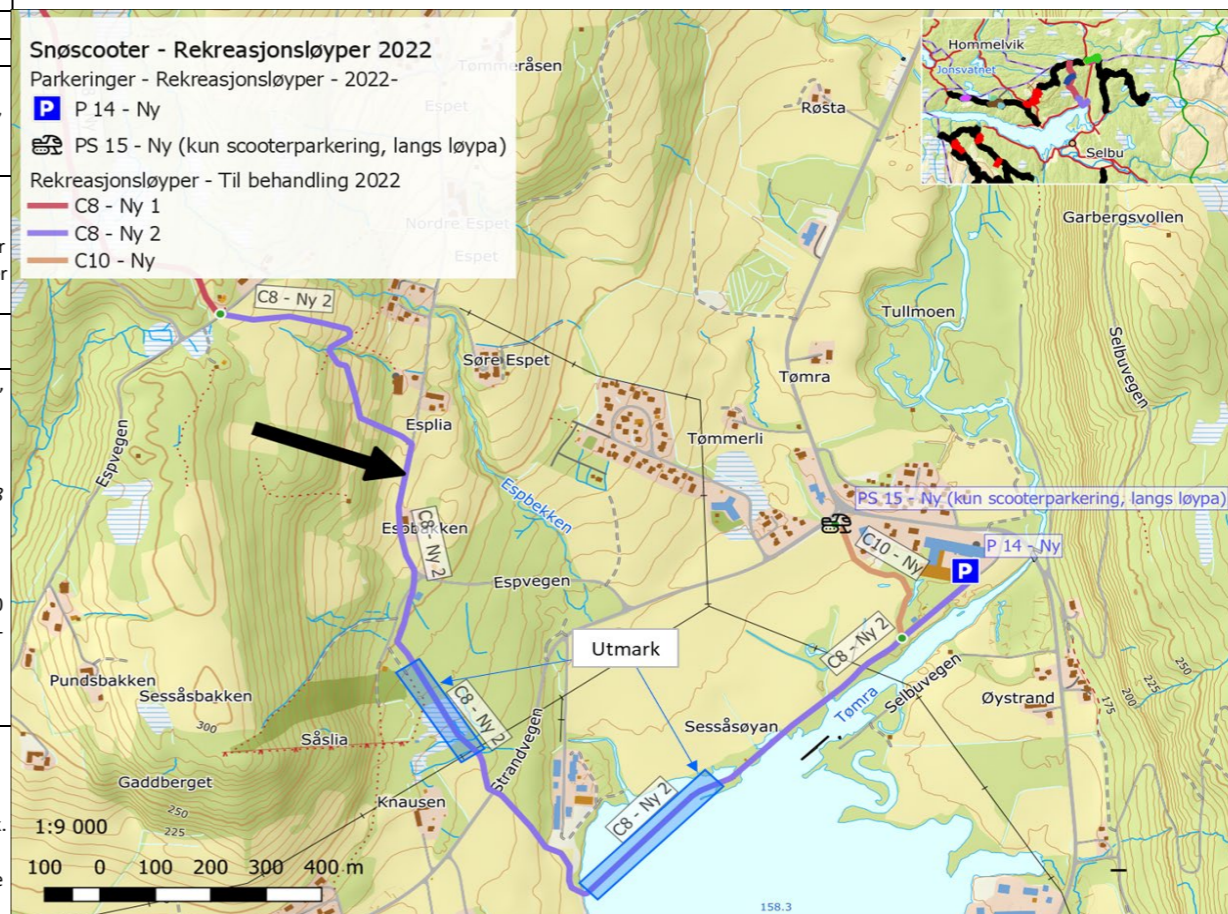 Snøscooter - Rekreasjonsløyper 2022
Parkeringer - Rekreasjonsløyper - 2022-
P
P 14 - Ny
PS 15 - Ny (kun scooterparkering, langs løypa)
Rekreasjonsløyper - Til behandling 2022
C8 - Ny 1
C8 - Ny 2
C10 - Ny
Tømmeråsen
Espet
Nordre Espet
Espet
Hommelvik
Jonsvatnet
Selbu
Røsta
Garbergsvollen
C8 - Ny 2
Tullmoen
Selbuvegen
Søre Espet
Tømra
Esplia
Tømmerli
Espvegen
Espbekken
PS 15 - Ny (kun scooterparkering, langs løypa)
Espbakken
C8 - Ny 2
C10 - Ny
P 14 - Ny
P
Espvegen
Utmark
C8 - Ny 2
Pundsbakken
Sessåsbakken
300
C8 - Ny 2
Tømra
Selbuvegen
Øystrand
250
225
200
175
Sessåsøyan
Såslia
Strandvegen
Gaddberget
250
225
Knausen
C8 - Ny 2
1:9 000
100 0 100 200 300 400 m
158.3